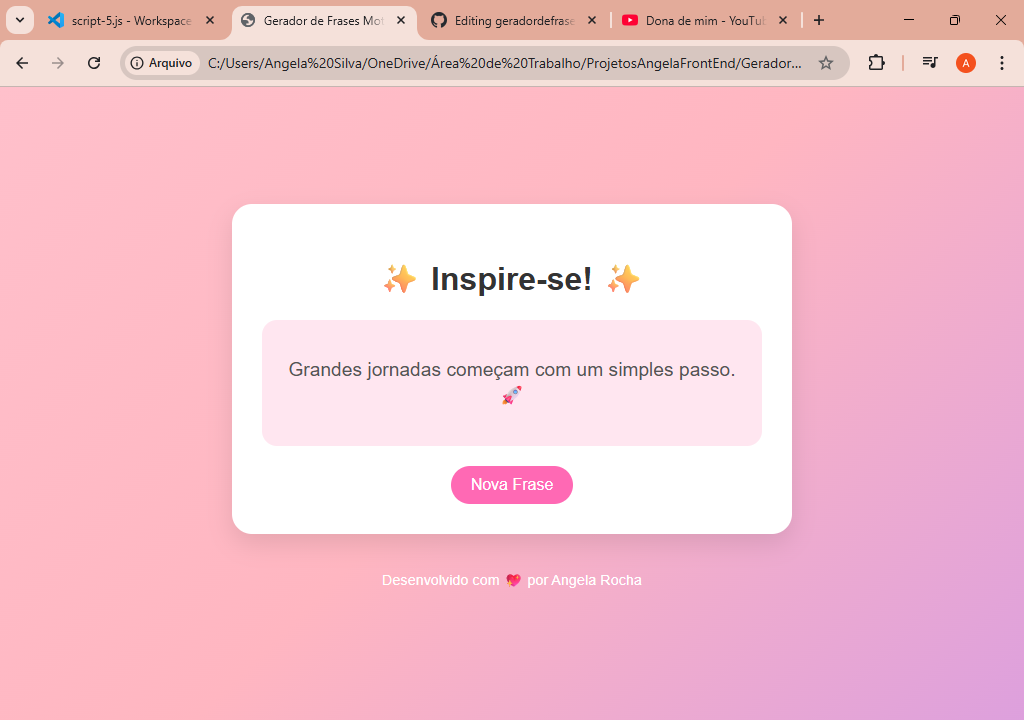 script-5.js - Workspace
Gerador de Frases Mot
Editing geradordefrase
Dona de mim - YouTub
Arquivo
C:/Users/Angela%20Silva/OneDrive/Área%20de%20Trabalho/ProjetosAngelaFrontEnd/Gerador...
A
✨ Inspire-se! ✨
Grandes jornadas começam com um simples passo.
🚀
Nova Frase
Desenvolvido com 💖 por Angela Rocha